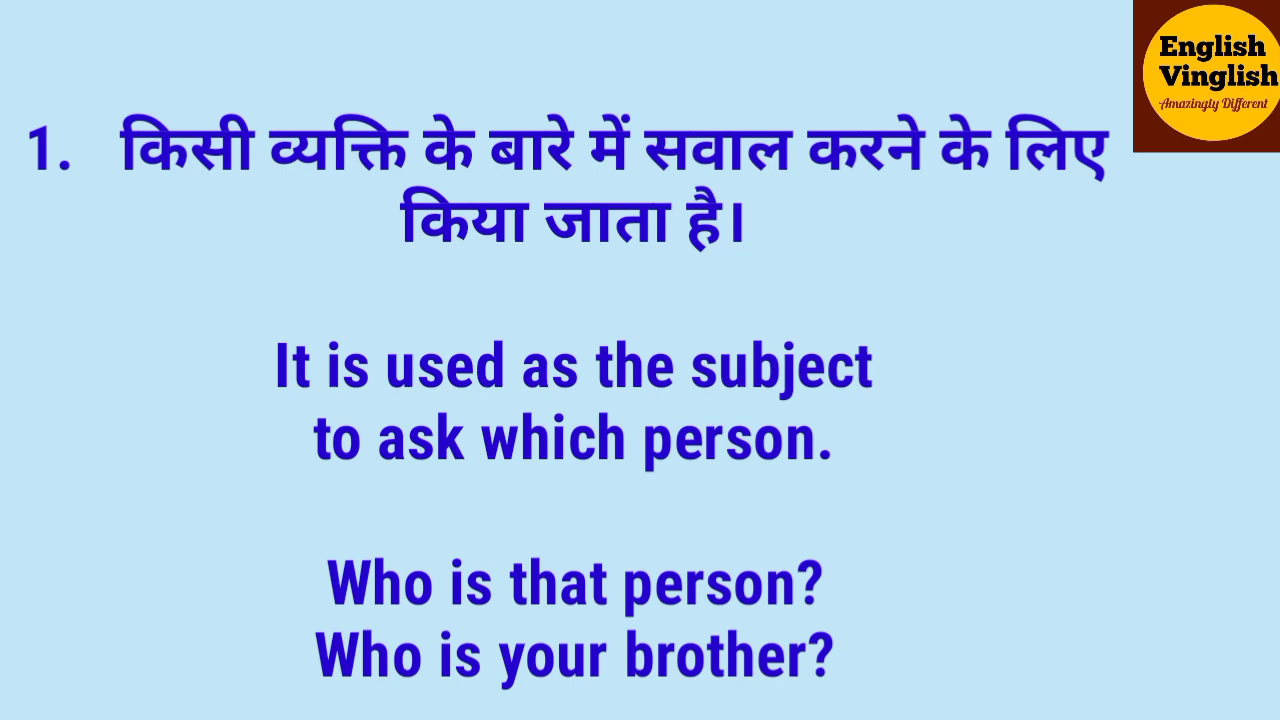 English
Vinglish
Amazingly Different
1. किसी व्यक्ति के बारे में सवाल करने के लिए
किया जाता है।
It is used as the subject
to ask which person.
Who is that person?
Who is your brother?